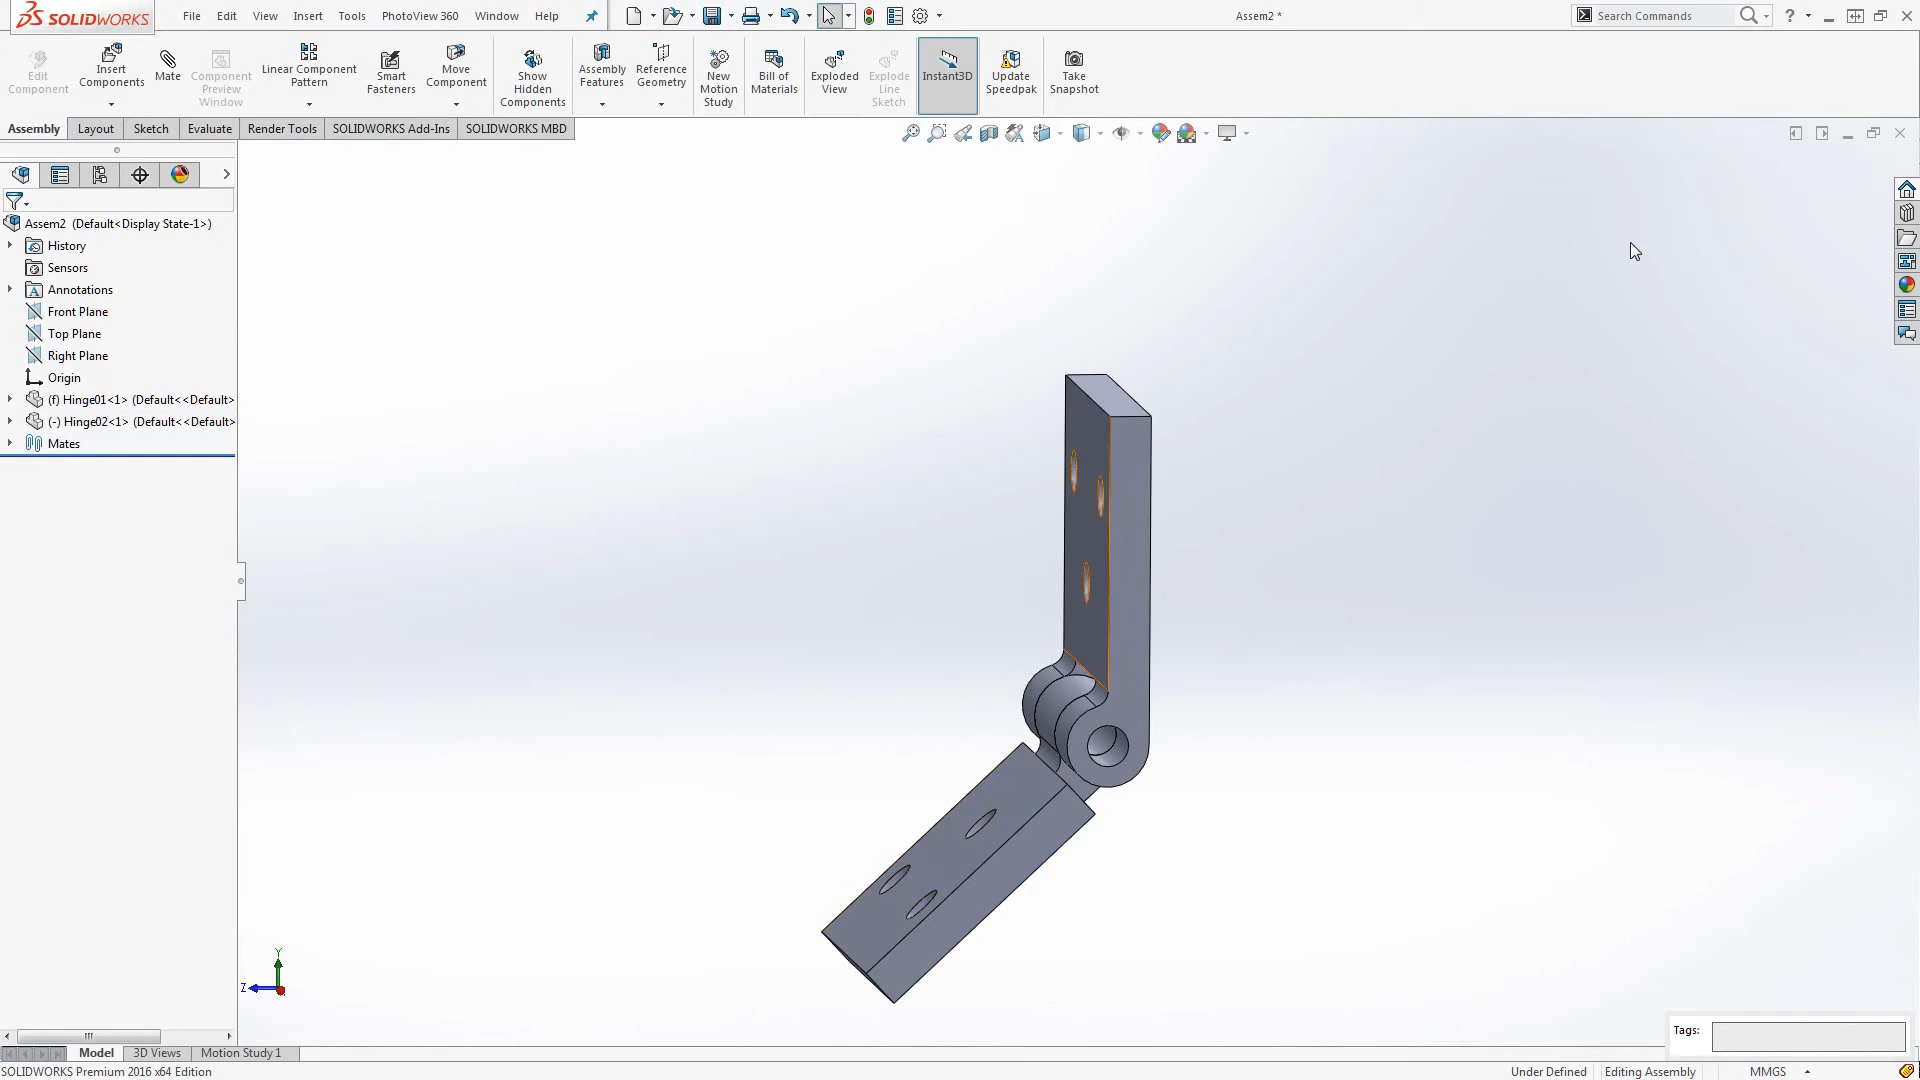 SOLIDWORKS
File Edit View Insert Tools PhotoView 360 Window Help
Assem2 *
Search Commands
Edit Component
Insert Components
Mate
Component Preview Window
Linear Component Pattern
Smart Fasteners
Move Component
Show Hidden Components
Assembly Features
Reference Geometry
New Motion Study
Bill of Materials
Exploded View
Explode Line Sketch
Instant3D
Update Speedpak
Take Snapshot
Assembly Layout Sketch Evaluate Render Tools SOLIDWORKS Add-Ins SOLIDWORKS MBD
Assem2 (Default<Display State-1>)
History
Sensors
Annotations
Front Plane
Top Plane
Right Plane
Origin
(f) Hinge01<1> (Default<<Default>
(-) Hinge02<1> (Default<<Default>
Mates
Y
Z
Tags:
Model 3D Views Motion Study 1
SOLIDWORKS Premium 2016 x64 Edition
Under Defined Editing Assembly MMGS